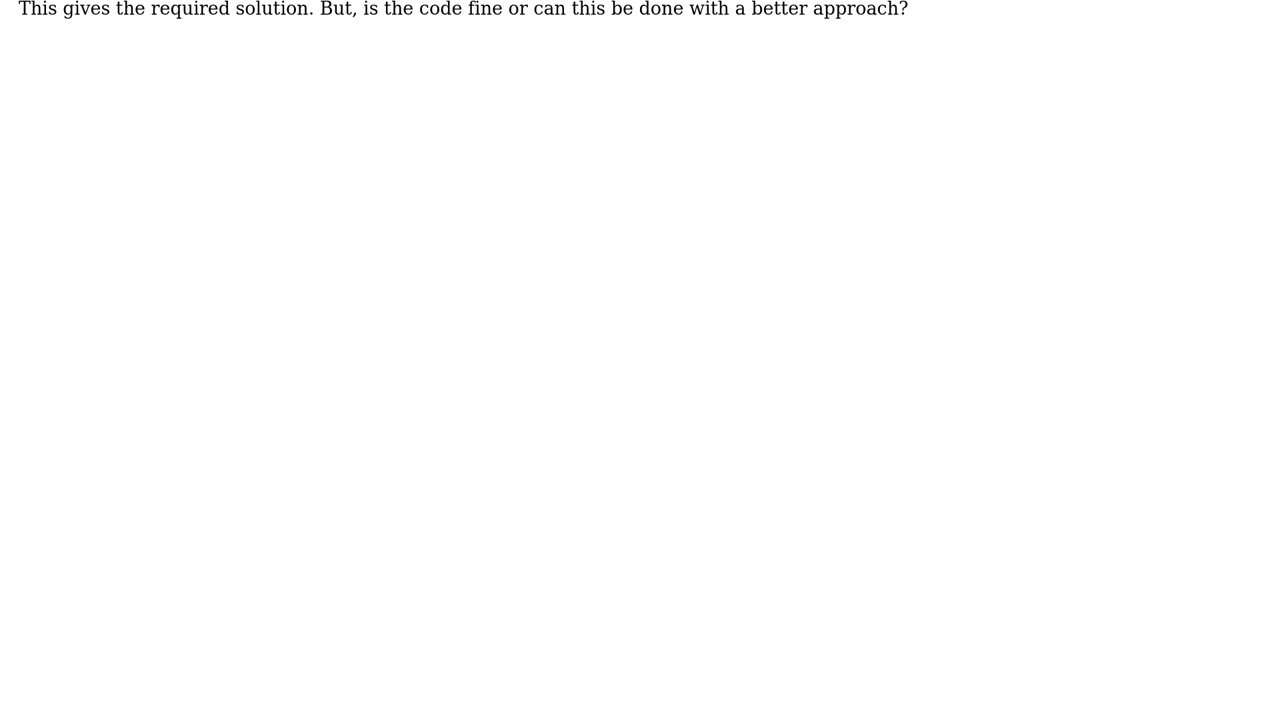 This gives the required solution. But, is the code fine or can this be done with a better approach?